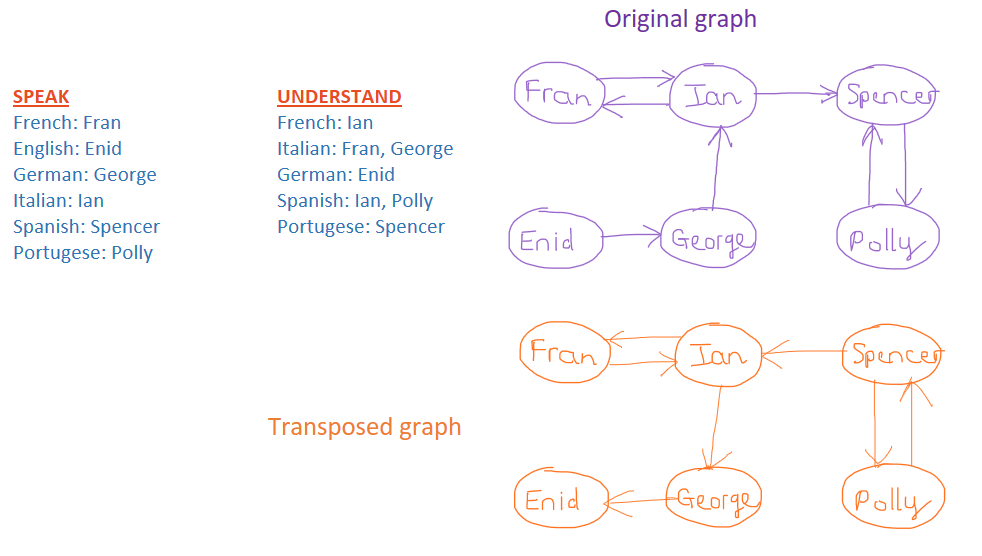 Original graph
SPEAK
French: Fran
English: Enid
German: George
Italian: Ian
Spanish: Spencer
Portugese: Polly
UNDERSTAND
French: Ian
Italian: Fran, George
German: Enid
Spanish: Ian, Polly
Portugese: Spencer
Fran
Ian
Spencer
Enid
George
Polly
Transposed graph
Fran
Ian
Spencer
Enid
George
Polly